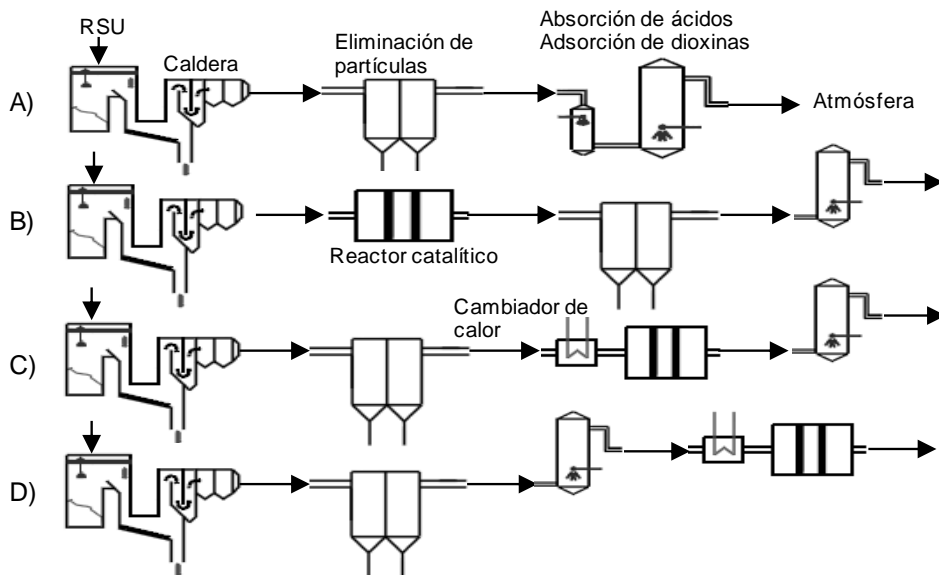 RSU
Caldera
Eliminación de
partículas
Absorción de ácidos
Adsorción de dioxinas
A)
Atmósfera
B)
Reactor catalítico
Cambiador de
calor
C)
D)